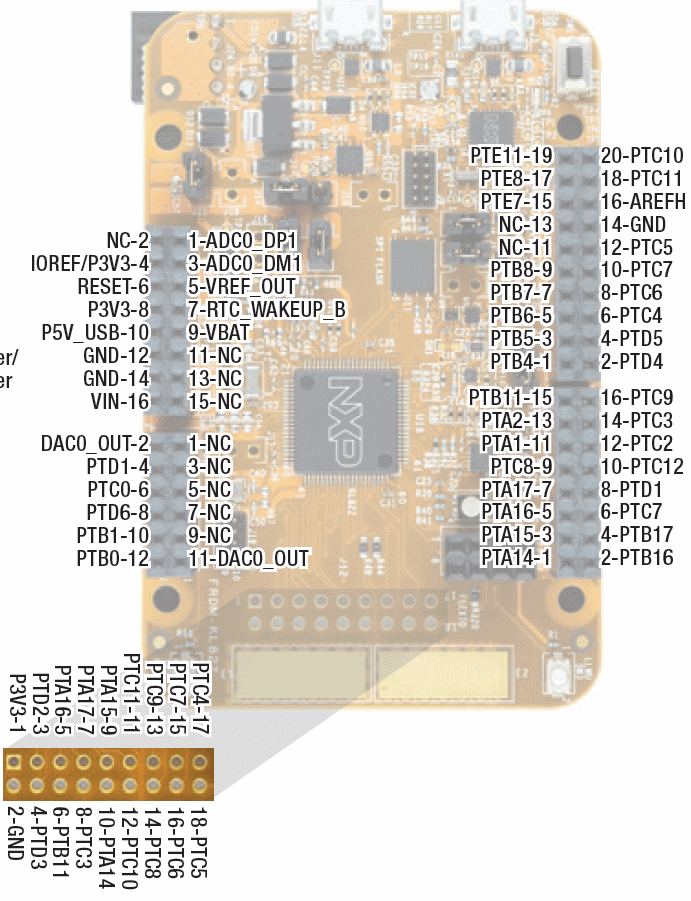 PTE11-19 20-PTC10
PTE8-17 18-PTC11
PTE7-15 16-AREFH
NC-13 14-GND
NC-11 12-PTC5
PTB8-9 10-PTC7
PTB7-7 8-PTC6
PTB6-5 6-PTC4
PTB5-3 4-PTD5
PTB4-1 2-PTD4
NC-2 1-ADC0_DP1
IOREF/P3V3-4 3-ADC0_DM1
RESET-6 5-VREF_OUT
P3V3-8 7-RTC_WAKEUP_B
P5V_USB-10 9-VBAT
GND-12 11-NC
GND-14 13-NC
VIN-16 15-NC
er/
er
PTB11-15 16-PTC9
PTA2-13 14-PTC3
PTA1-11 12-PTC2
PTC8-9 10-PTC12
PTA17-7 8-PTD1
PTA16-5 6-PTC7
PTA15-3 4-PTB17
PTA14-1 2-PTB16
DAC0_OUT-2 1-NC
PTD1-4 3-NC
PTC0-6 5-NC
PTD6-8 7-NC
PTB1-10 9-NC
PTB0-12 11-DAC0_OUT
NXP
SPI FLASH
J12
E1
E2
P3V3-1
PTD2-3
PTA16-5
PTA17-7
PTA15-9
PTC11-11
PTC9-13
PTC7-15
PTC4-17
2-GND
4-PTD3
6-PTB11
8-PTC3
10-PTA14
12-PTC10
14-PTC8
16-PTC6
18-PTC5